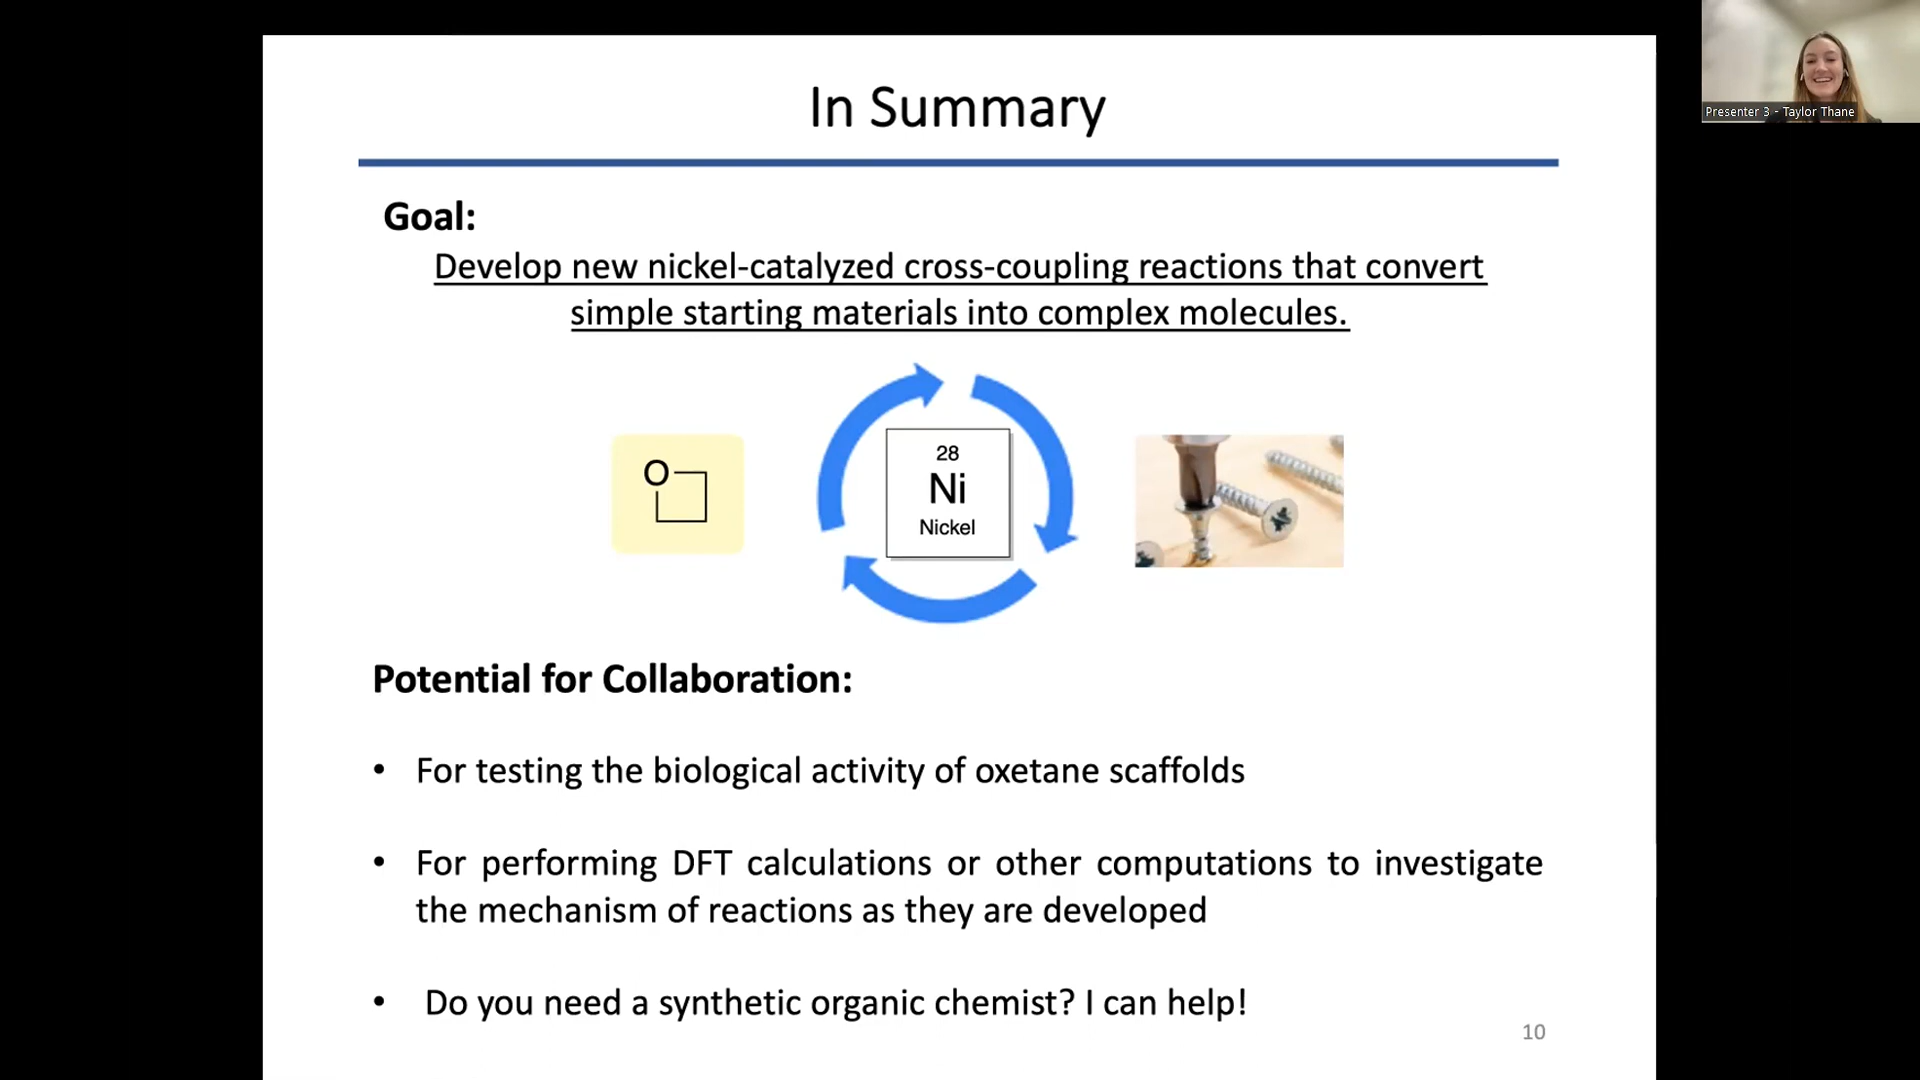 In Summary
Presenter 3 - Taylor Thane
Goal:
Develop new nickel-catalyzed cross-coupling reactions that convert
simple starting materials into complex molecules.
O
28
Ni
Nickel
Potential for Collaboration:
• For testing the biological activity of oxetane scaffolds
• For performing DFT calculations or other computations to investigate
the mechanism of reactions as they are developed
• Do you need a synthetic organic chemist? I can help!
10